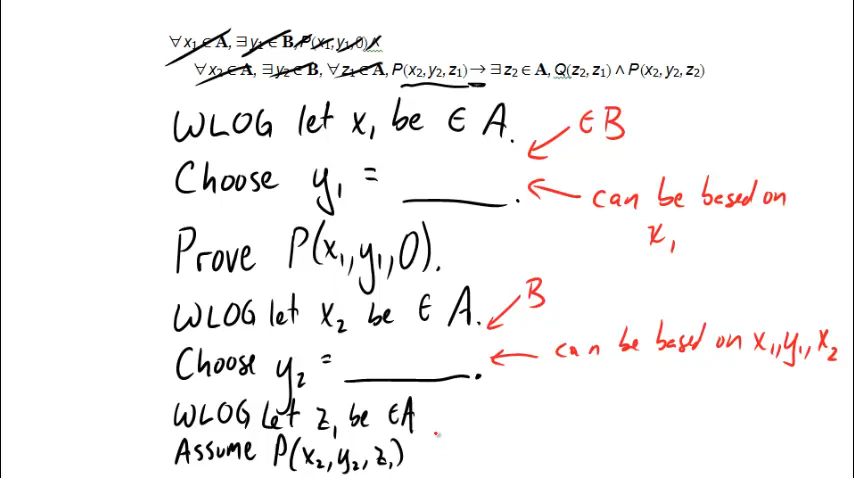 ∀x₁ ∈ A, ∃y₁ ∈ B, P(x₁, y₁, 0) ∧
∀x₂ ∈ A, ∃y₂ ∈ B, ∀z₁ ∈ A, P(x₂, y₂, z₁) → ∃z₂ ∈ A, Q(z₂, z₁) ∧ P(x₂, y₂, z₂)
WLOG let x₁ be ∈ A.
∈ B
Choose y₁ = ______.
can be based on
x₁
Prove P(x₁, y₁, 0).
WLOG let x₂ be ∈ A.
B
Choose y₂ = ______.
can be based on x₁, y₁, x₂
WLOG Let z₁ be ∈ A
Assume P(x₂, y₂, z₁)